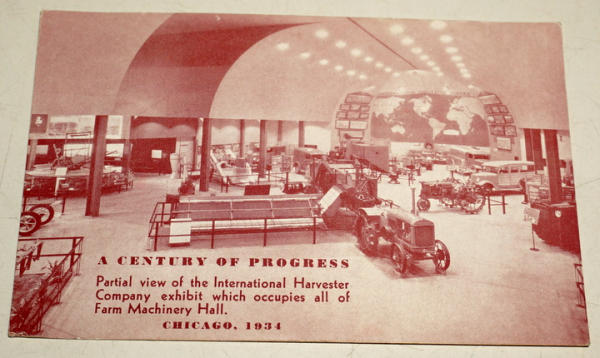 A CENTURY OF PROGRESS
Partial view of the International Harvester
Company exhibit which occupies all of
Farm Machinery Hall.
CHICAGO, 1934